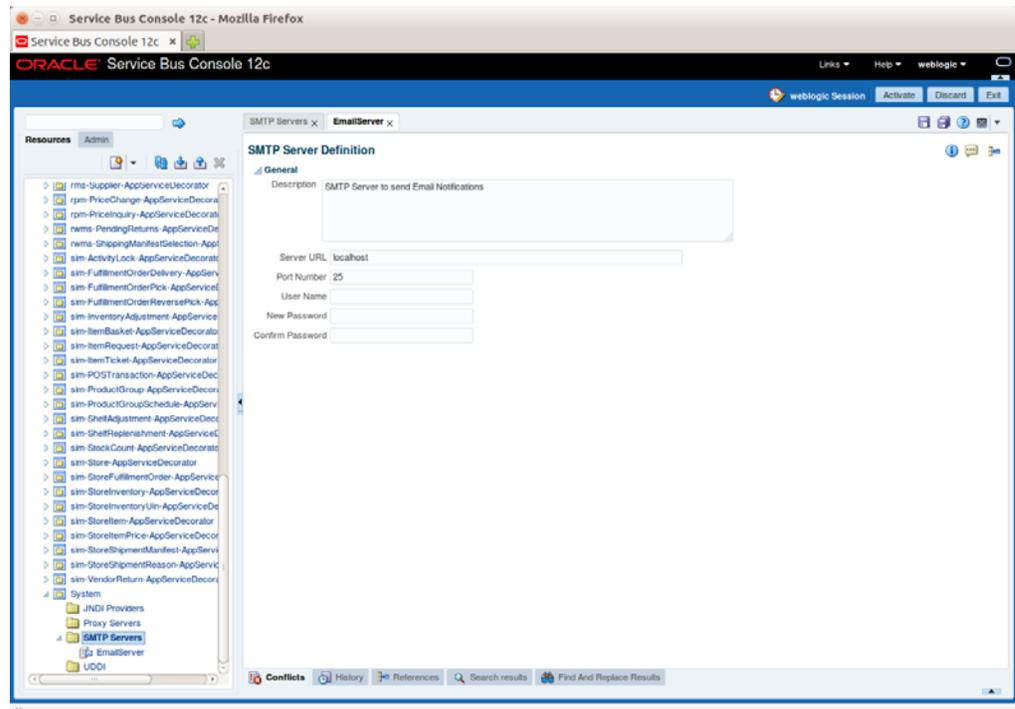 Service Bus Console 12c - Mozilla Firefox
Service Bus Console 12c
ORACLE Service Bus Console 12c
Links Help weblogic
weblogic Session Activate Discard Exit
Resources Admin
rms-Supplier-AppServiceDecorator
rpm-PriceChange-AppServiceDecora
rpm-PriceInquiry-AppServiceDecorat
rwms-PendingReturns-AppServiceDe
rwms-ShippingManifestSelection-App
sim-ActivityLock-AppServiceDecorato
sim-FulfillmentOrderDelivery-AppServ
sim-FulfillmentOrderPick-AppService
sim-FulfillmentOrderReversePick-App
sim-InventoryAdjustment-AppService
sim-ItemBasket-AppServiceDecorato
sim-ItemRequest-AppServiceDecorat
sim-ItemTicket-AppServiceDecorator
sim-POSTransaction-AppServiceDec
sim-ProductGroup-AppServiceDecora
sim-ProductGroupSchedule-AppServi
sim-ShelfAdjustment-AppServiceDeco
sim-ShelfReplenishment-AppService
sim-StockCount-AppServiceDecorato
sim-Store-AppServiceDecorator
sim-StoreFulfillmentOrder-AppService
sim-StoreInventory-AppServiceDecor
sim-StoreInventoryUin-AppServiceDe
sim-StoreItem-AppServiceDecorator
sim-StoreItemPrice-AppServiceDecor
sim-StoreShipmentManifest-AppServi
sim-StoreShipmentReason-AppServic
sim-VendorReturn-AppServiceDecora
System
JNDI Providers
Proxy Servers
SMTP Servers
EmailServer
UDDI
SMTP Servers EmailServer
SMTP Server Definition
General
Description SMTP Server to send Email Notifications
Server URL localhost
Port Number 25
User Name
New Password
Confirm Password
Conflicts History References Search results Find And Replace Results